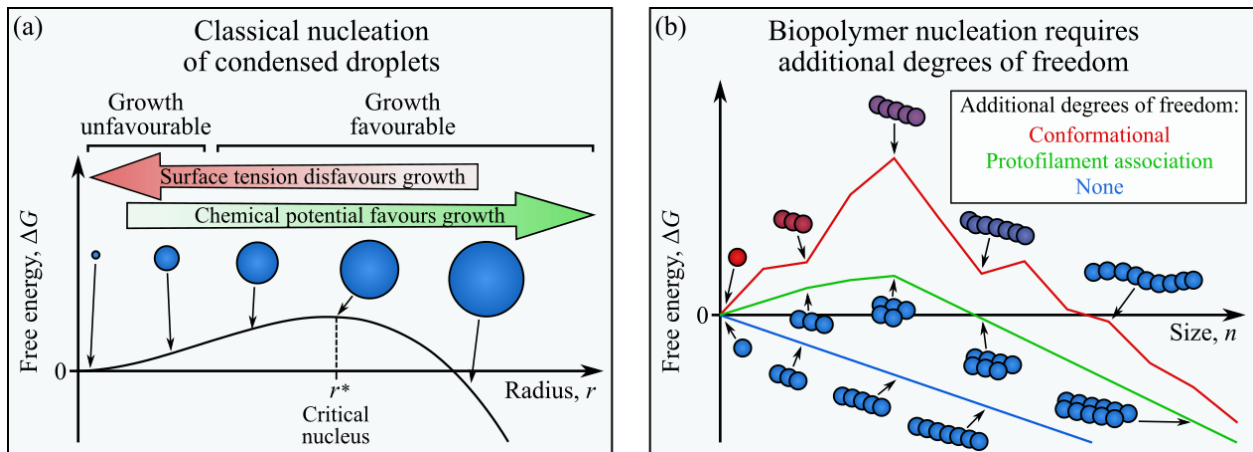 (a)
Classical nucleation
of condensed droplets
Growth
unfavourable
Growth
favourable
Surface tension disfavours growth
Chemical potential favours growth
Free energy, ΔG
0
r*
Critical
nucleus
Radius, r
(b)
Biopolymer nucleation requires
additional degrees of freedom
Additional degrees of freedom:
Conformational
Protofilament association
None
Free energy, ΔG
0
Size, n